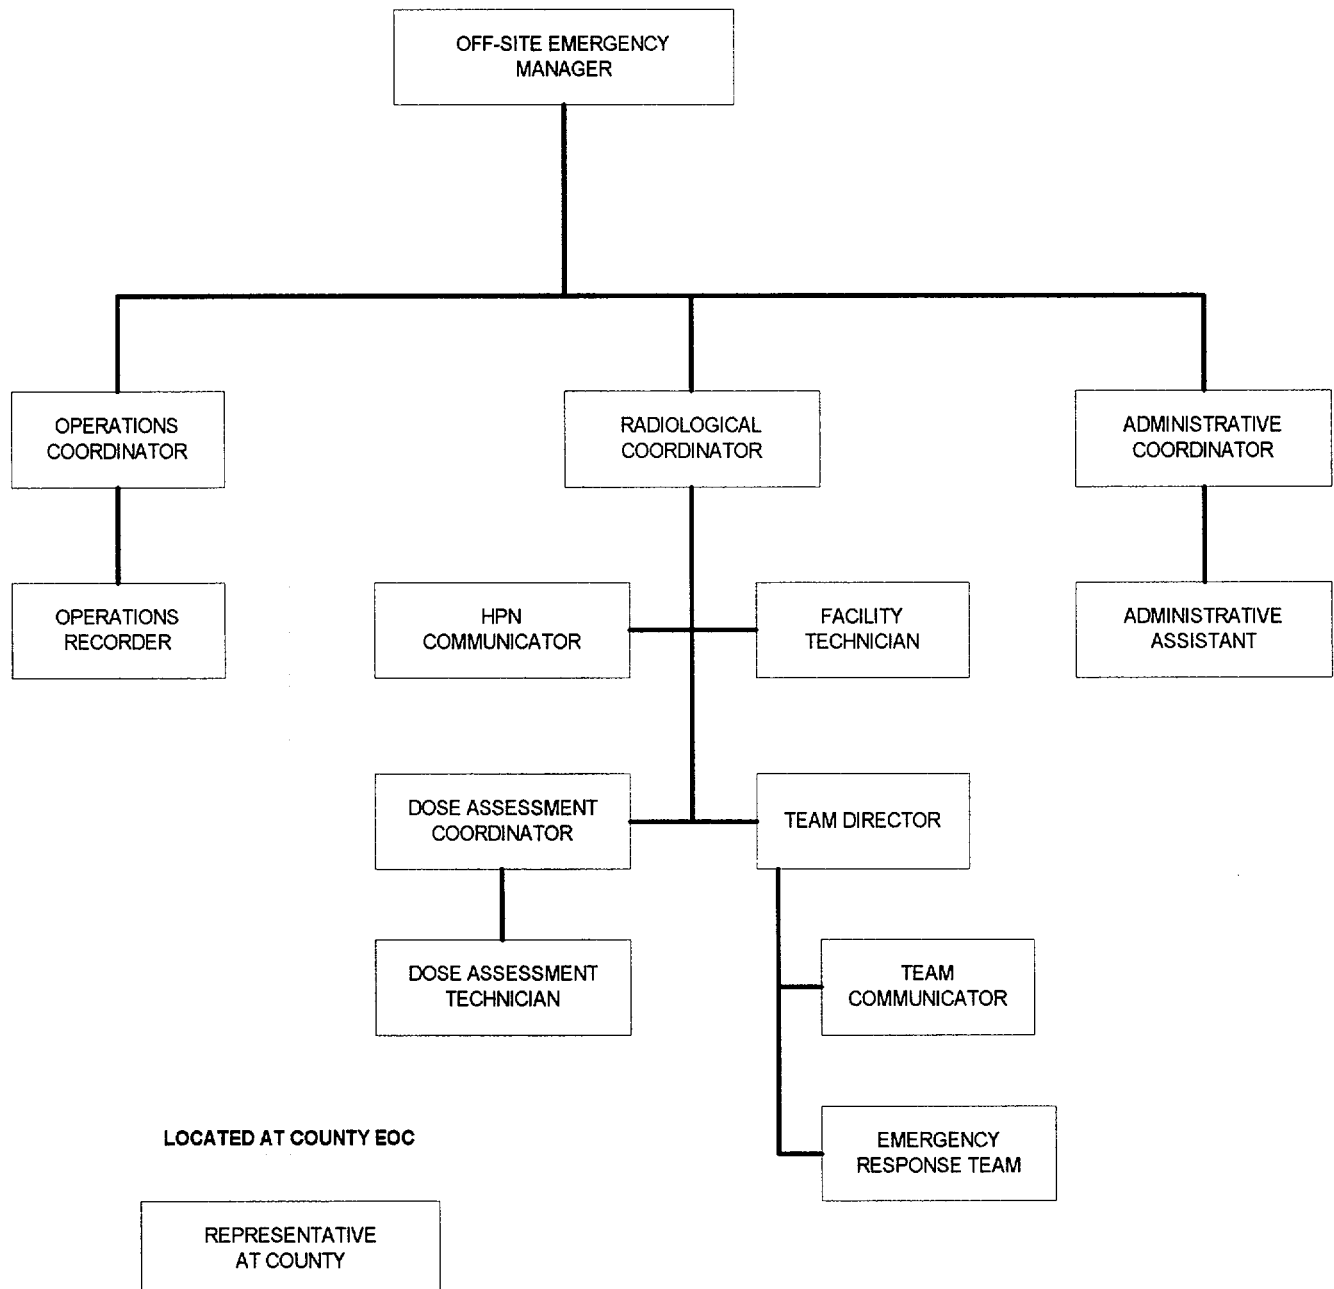 OFF-SITE EMERGENCY
MANAGER
OPERATIONS
COORDINATOR
RADIOLOGICAL
COORDINATOR
ADMINISTRATIVE
COORDINATOR
OPERATIONS
RECORDER
HPN
COMMUNICATOR
FACILITY
TECHNICIAN
ADMINISTRATIVE
ASSISTANT
DOSE ASSESSMENT
COORDINATOR
TEAM DIRECTOR
DOSE ASSESSMENT
TECHNICIAN
TEAM
COMMUNICATOR
LOCATED AT COUNTY EOC
EMERGENCY
RESPONSE TEAM
REPRESENTATIVE
AT COUNTY